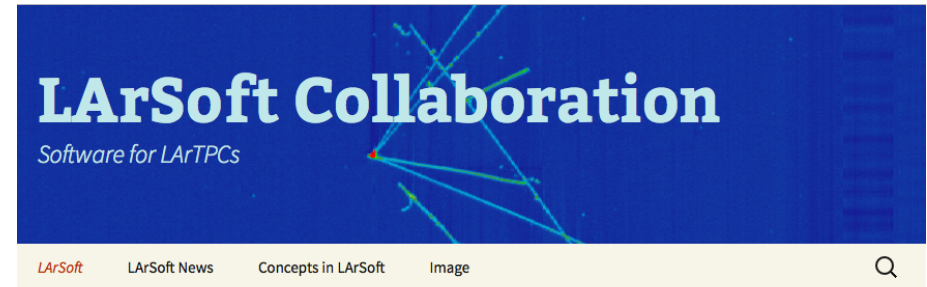 LArSoft Collaboration
Software for LArTPCs
LArSoft LArSoft News Concepts in LArSoft Image